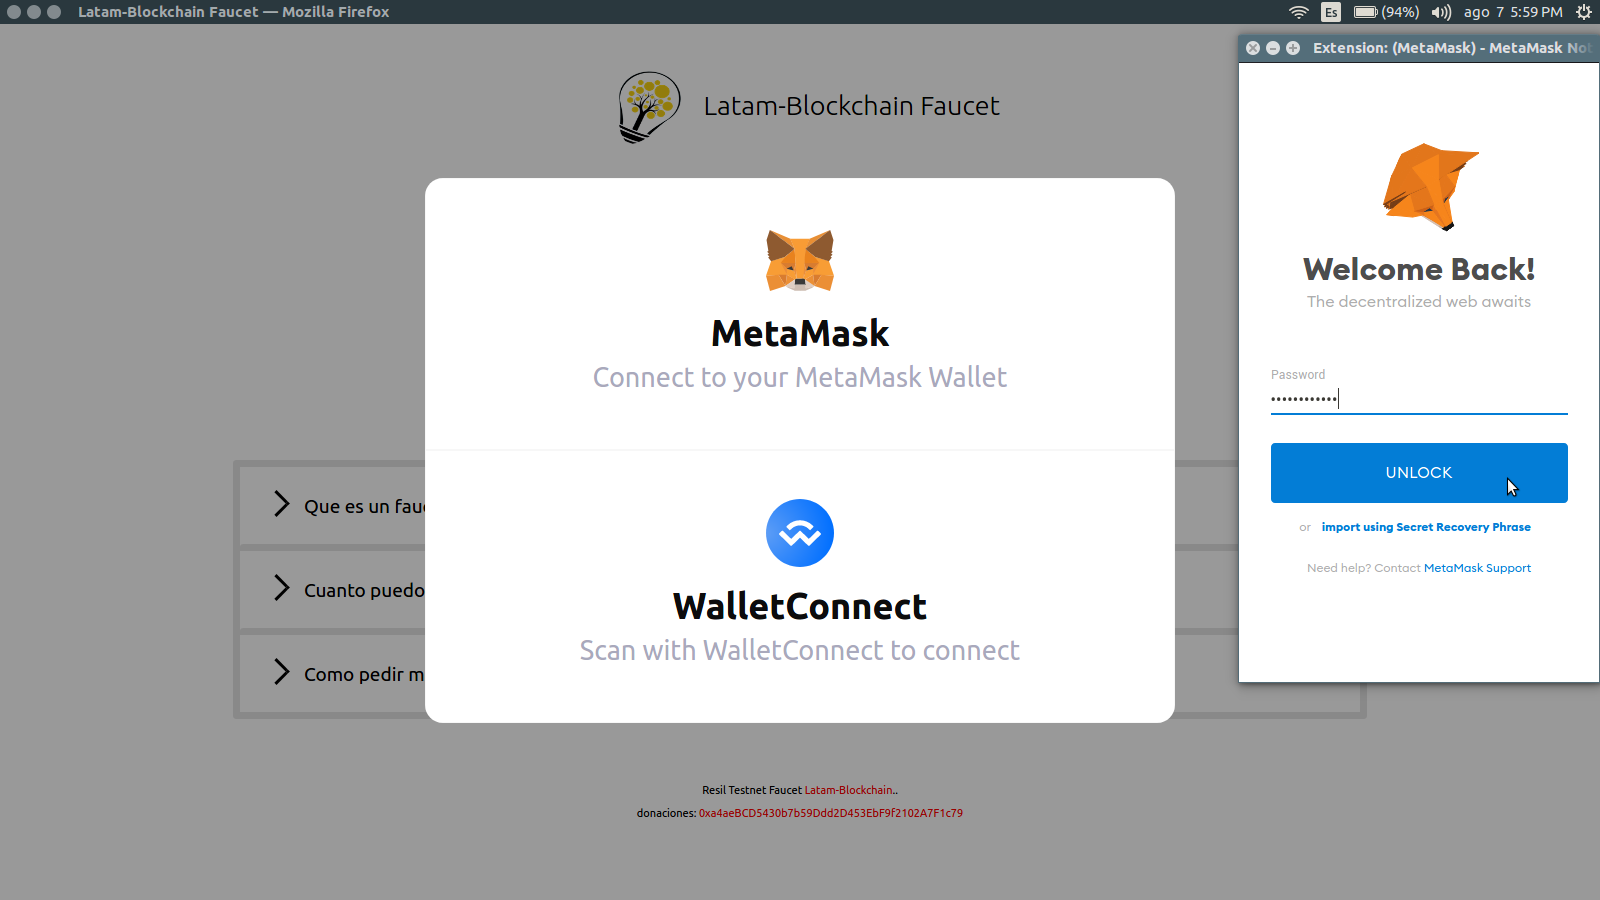 Latam-Blockchain Faucet — Mozilla Firefox
Es (94%) ago 7 5:59 PM
Extension: (MetaMask) - MetaMask Not
Latam-Blockchain Faucet
MetaMask
Connect to your MetaMask Wallet
WalletConnect
Scan with WalletConnect to connect
Que es un fauc
Cuanto puedo
Como pedir m
Resil Testnet Faucet Latam-Blockchain..
donaciones: 0xa4aeBCD5430b7b59Ddd2D453EbF9f2102A7F1c79
Welcome Back!
The decentralized web awaits
Password
••••••••••••
UNLOCK
or import using Secret Recovery Phrase
Need help? Contact MetaMask Support